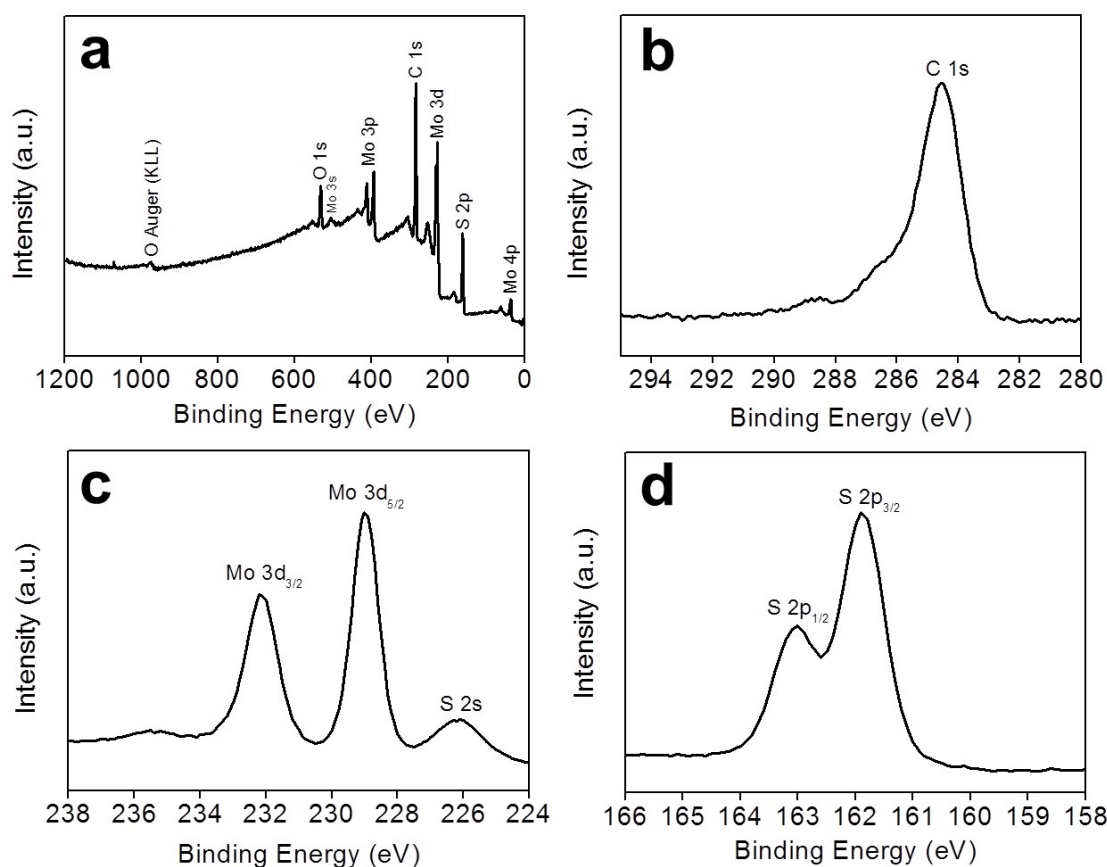 a
O Auger (KLL)
O 1s
Mo 3s
Mo 3p
C 1s
Mo 3d
S 2p
Mo 4p
Intensity (a.u.)
1200 1000 800 600 400 200 0
Binding Energy (eV)
b
C 1s
Intensity (a.u.)
294 292 290 288 286 284 282 280
Binding Energy (eV)
c
Mo 3d5/2
Mo 3d3/2
S 2s
Intensity (a.u.)
238 236 234 232 230 228 226 224
Binding Energy (eV)
d
S 2p3/2
S 2p1/2
Intensity (a.u.)
166 165 164 163 162 161 160 159 158
Binding Energy (eV)